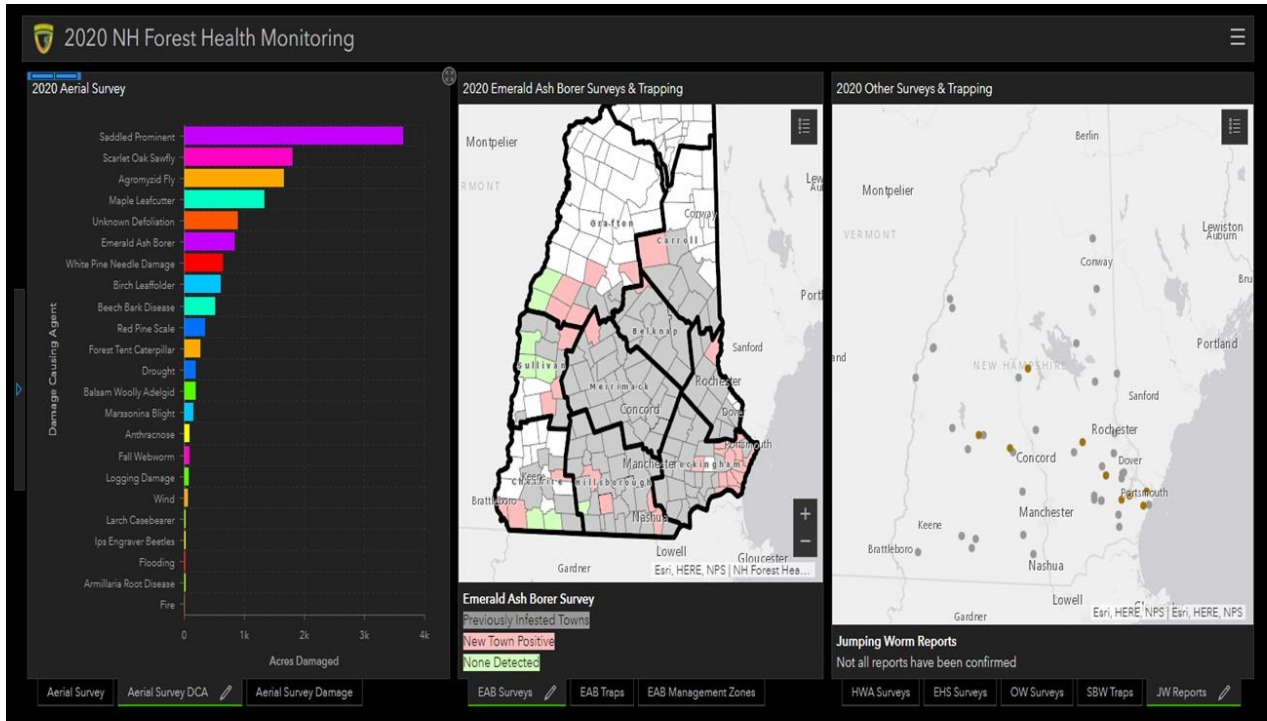 2020 NH Forest Health Monitoring
2020 Aerial Survey
Saddled Prominent
Scarlet Oak Sawfly
Agromyzid Fly
Maple Leafcutter
Unknown Defoliation
Emerald Ash Borer
White Pine Needle Damage
Birch Leaffolder
Beech Bark Disease
Red Pine Scale
Forest Tent Caterpillar
Drought
Balsam Woolly Adelgid
Marssonina Blight
Anthracnose
Fall Webworm
Logging Damage
Wind
Larch Casebearer
Ips Engraver Beetles
Flooding
Armillaria Root Disease
Fire
Damage Causing Agent
0 1k 2k 3k 4k
Acres Damaged
Aerial Survey
Aerial Survey DCA
Aerial Survey Damage
2020 Emerald Ash Borer Surveys & Trapping
Montpelier
RMONT
Lew
Au
Grafton
Conway
Carroll
Port
Belknap
Sanford
Sullivan
Merrimack
Rochester
Concord
Dover
Portsmouth
Manchester
Rockingham
Keene
Cheshire
Hillsborough
Brattleboro
Nashua
Lowell
Gloucester
Gardner
Esri, HERE, NPS | NH Forest Hea...
+
−
Emerald Ash Borer Survey
Previously Infested Towns
New Town Positive
None Detected
EAB Surveys
EAB Traps
EAB Management Zones
2020 Other Surveys & Trapping
Berlin
Montpelier
VERMONT
Lewiston
Auburn
Conway
Bru
Portland
nd
NEW HAMPSHIRE
Sanford
Rochester
Concord
Dover
Portsmouth
Manchester
Keene
Brattleboro
Nashua
Lowell
Gardner
Esri, HERE, NPS | Esri, HERE, NPS
Jumping Worm Reports
Not all reports have been confirmed
HWA Surveys
EHS Surveys
OW Surveys
SBW Traps
JW Reports